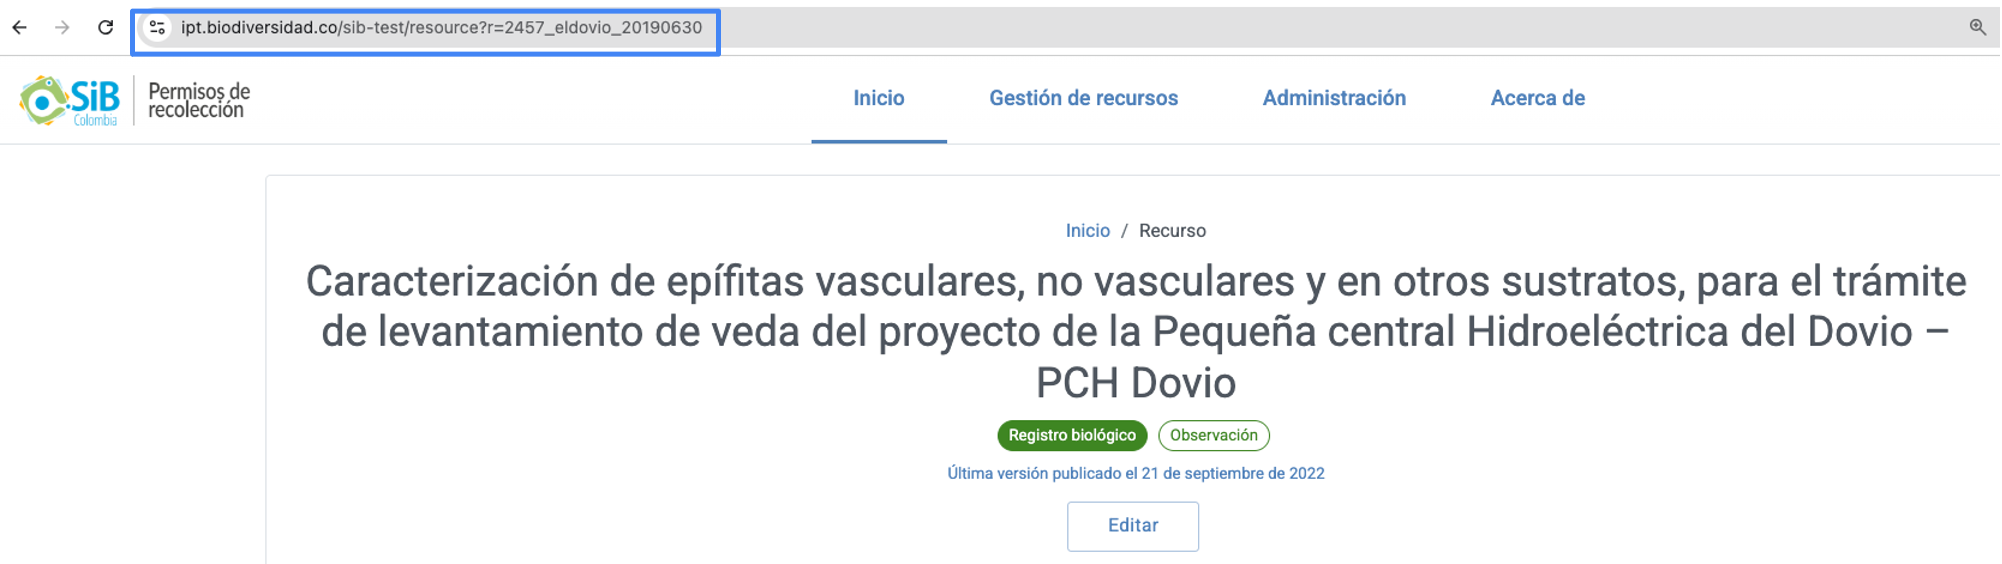 ipt.biodiversidad.co/sib-test/resource?r=2457_eldovio_20190630
SiB
Colombia
Permisos de
recolección
Inicio
Gestión de recursos
Administración
Acerca de
Inicio / Recurso
Caracterización de epífitas vasculares, no vasculares y en otros sustratos, para el trámite
de levantamiento de veda del proyecto de la Pequeña central Hidroeléctrica del Dovio –
PCH Dovio
Registro biológico
Observación
Última versión publicado el 21 de septiembre de 2022
Editar